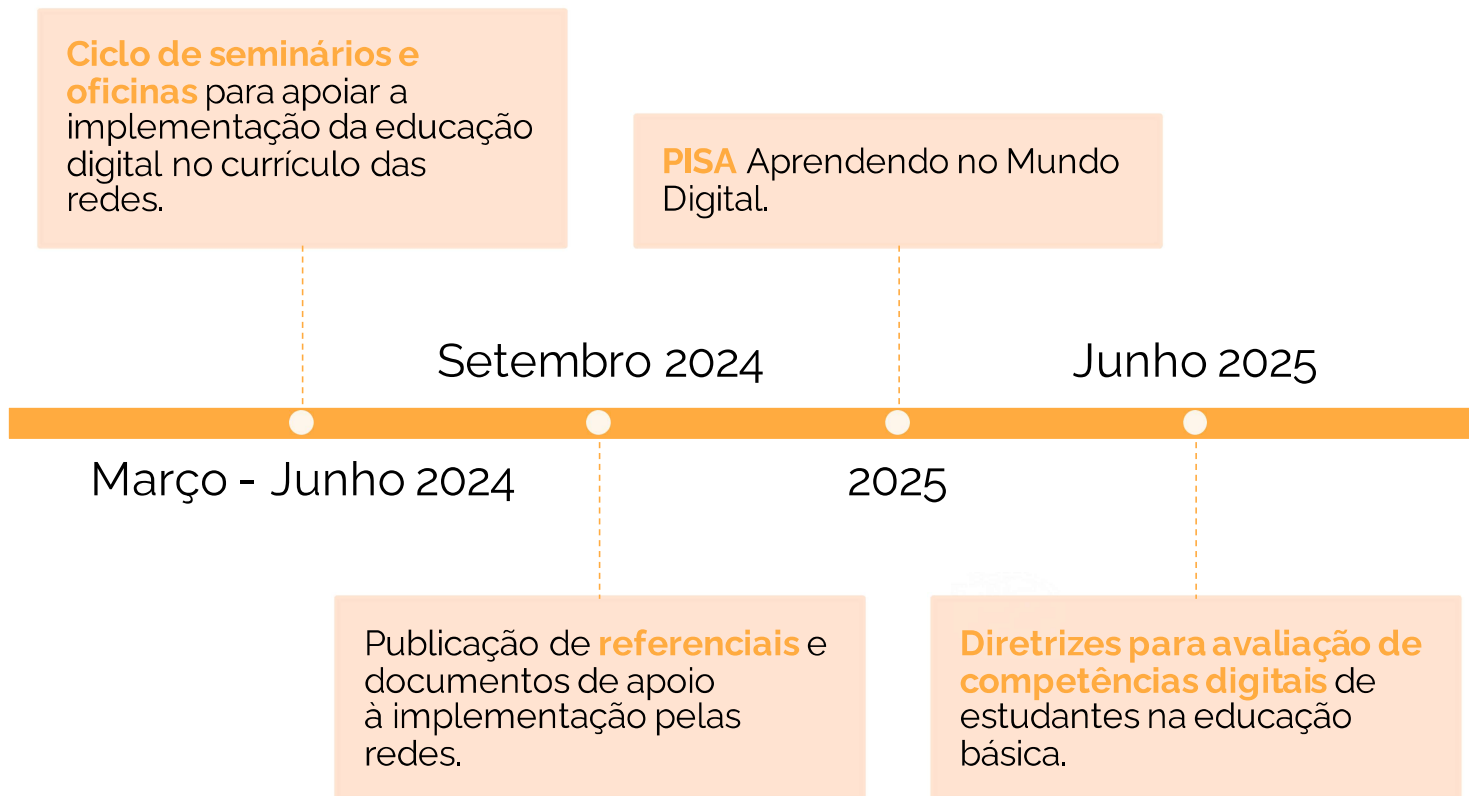 Ciclo de seminários e
oficinas para apoiar a
implementação da educação
digital no currículo das
redes.
PISA Aprendendo no Mundo
Digital.
Setembro 2024
Junho 2025
Março - Junho 2024
2025
Publicação de referenciais e
documentos de apoio
à implementação pelas
redes.
Diretrizes para avaliação de
competências digitais de
estudantes na educação
básica.